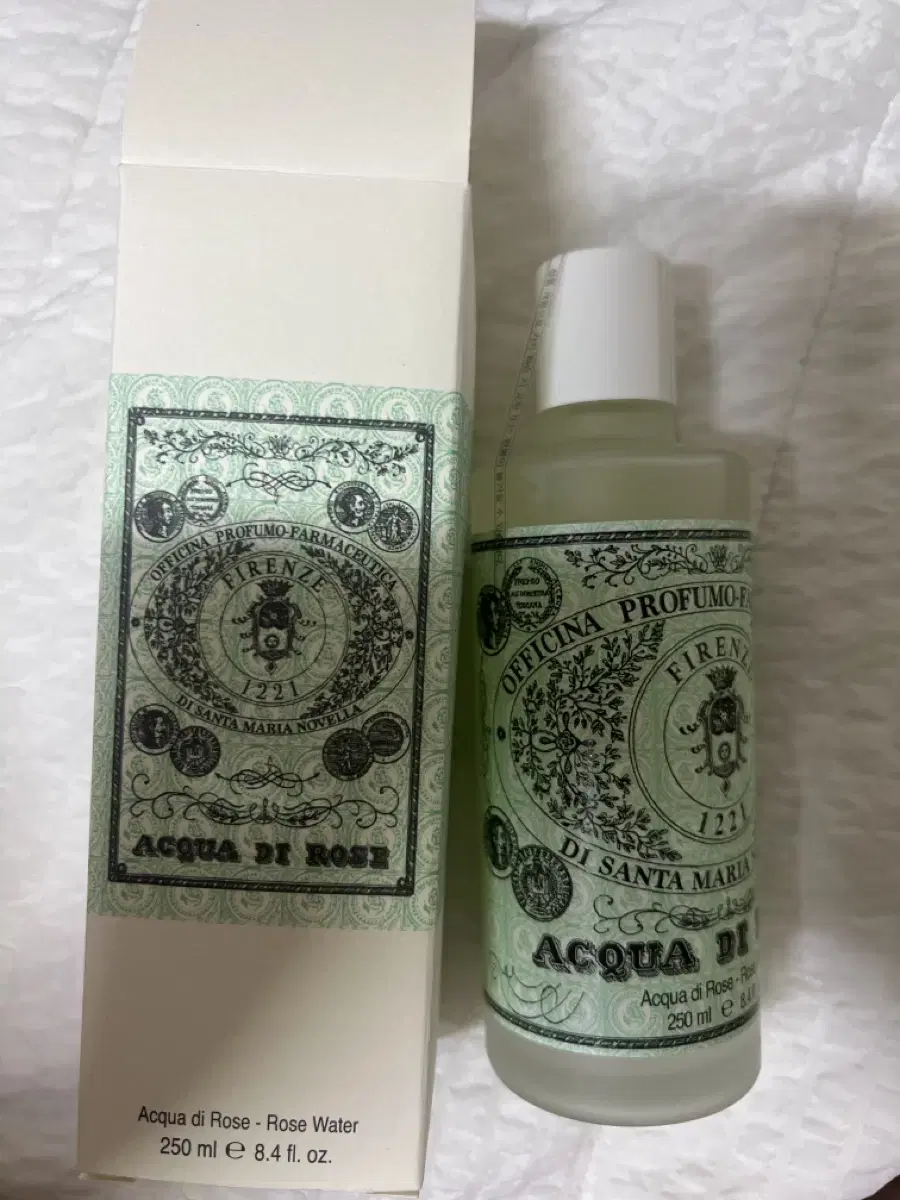 OFFICINA PROFUMO-FARMACEUTICA
FIRENZE
1221
DI SANTA MARIA NOVELLA
ACQUA DI ROSE
Acqua di Rose - Rose Water
250 ml ℮ 8.4 fl. oz.
OFFICINA PROFUMO-FA
FIRENZE
1221
DI SANTA MARIA
ACQUA DI
Acqua di Rose - Rose
250 ml ℮ 8.4